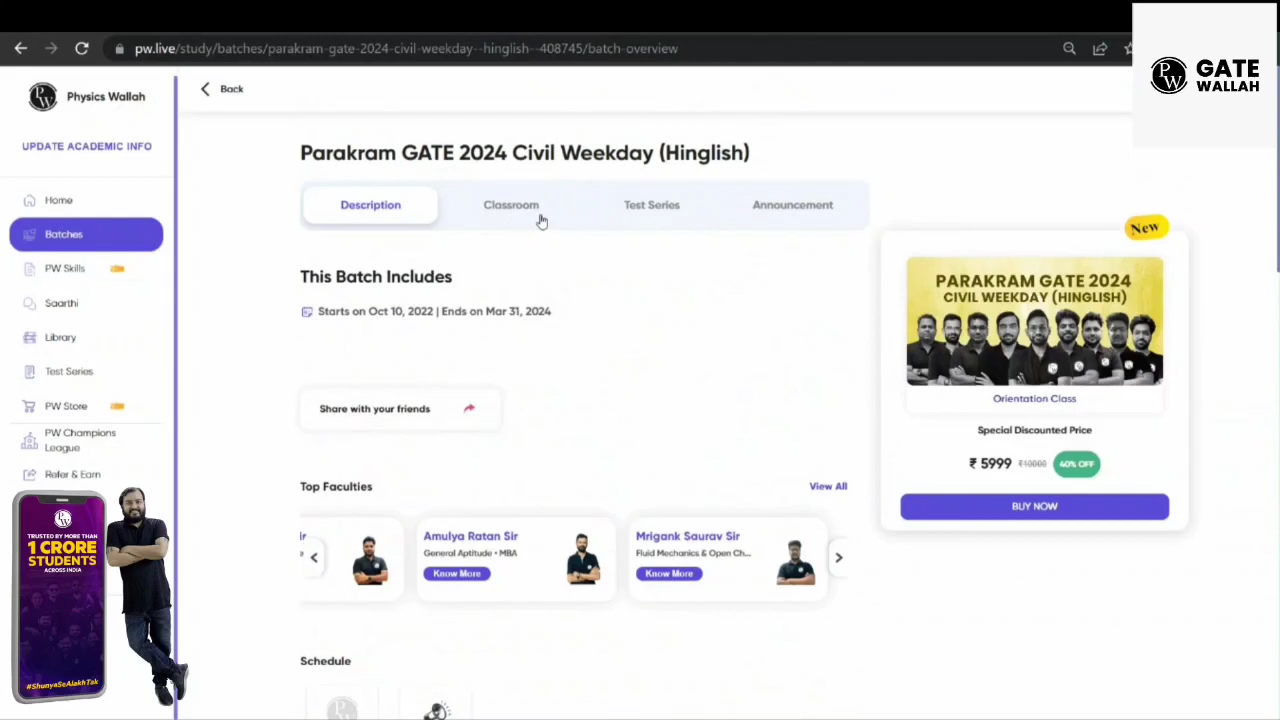 pw.live/study/batches/parakram-gate-2024-civil-weekday--hinglish--408745/batch-overview
PW GATE
WALLAH
PW
Physics Wallah
UPDATE ACADEMIC INFO
Home
Batches
PW Skills
Saarthi
Library
Test Series
PW Store
PW Champions
League
Refer & Earn
PW
TRUSTED BY MORE THAN
1 CRORE
STUDENTS
ACROSS INDIA
#ShunyaSeAlakhTak
Back
Parakram GATE 2024 Civil Weekday (Hinglish)
Description Classroom Test Series Announcement
This Batch Includes
Starts on Oct 10, 2022 | Ends on Mar 31, 2024
Share with your friends
Top Faculties View All
ir
Amulya Ratan Sir
General Aptitude • MBA
Know More
Mrigank Saurav Sir
Fluid Mechanics & Open Ch...
Know More
Schedule
New
PARAKRAM GATE 2024
CIVIL WEEKDAY (HINGLISH)
Orientation Class
Special Discounted Price
₹ 5999 ₹10000 40% OFF
BUY NOW